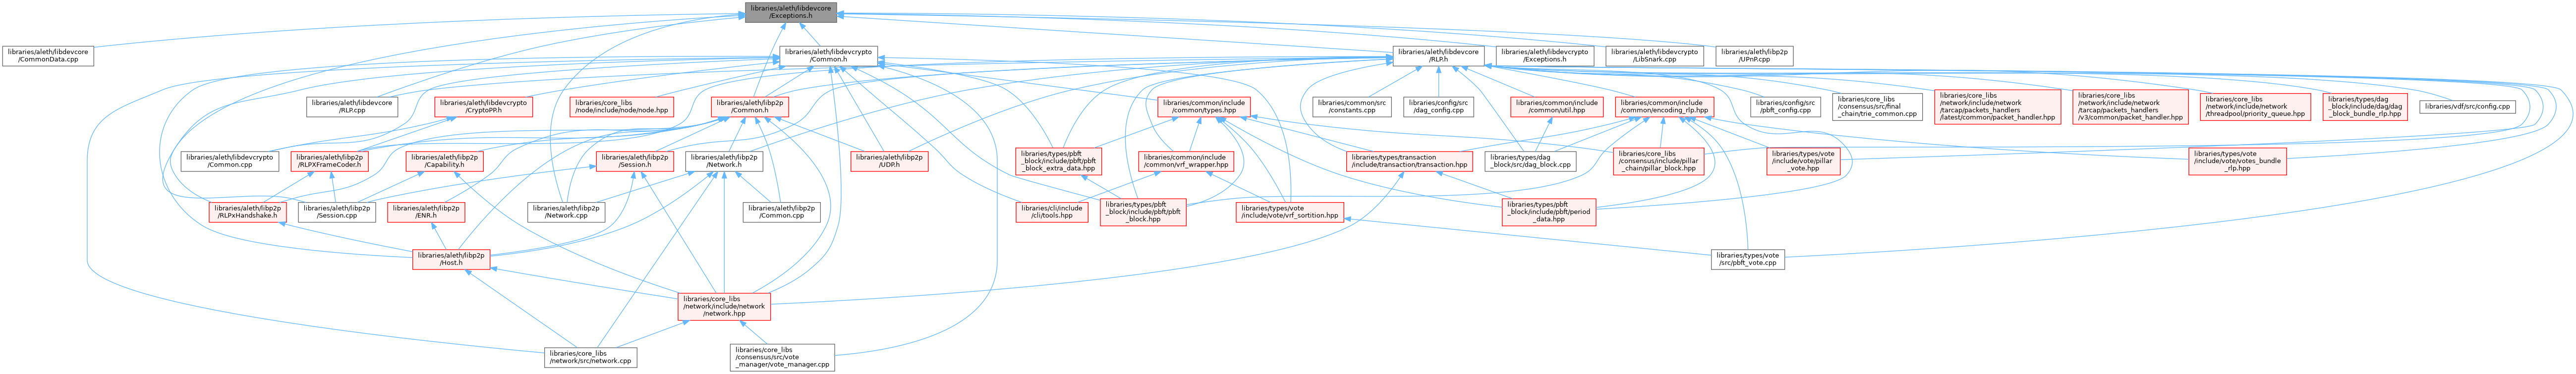 libraries/aleth/libdevcore
/Exceptions.h
libraries/aleth/libdevcore
/CommonData.cpp
libraries/aleth/libdevcrypto
/Common.h
libraries/aleth/libdevcore
/RLP.h
libraries/aleth/libdevcrypto
/Exceptions.h
libraries/aleth/libdevcrypto
/LibSnark.cpp
libraries/aleth/libp2p
/UPnP.cpp
libraries/aleth/libdevcore
/RLP.cpp
libraries/aleth/libdevcrypto
/CryptoPP.h
libraries/core_libs
/node/include/node/node.hpp
libraries/aleth/libp2p
/Common.h
libraries/common/include
/common/types.hpp
libraries/common/src
/constants.cpp
libraries/config/src
/dag_config.cpp
libraries/common/include
/common/util.hpp
libraries/common/include
/common/encoding_rlp.hpp
libraries/config/src
/pbft_config.cpp
libraries/core_libs
/consensus/src/final
_chain/trie_common.cpp
libraries/core_libs
/network/include/network
/tarcap/packets_handlers
/latest/common/packet_handler.hpp
libraries/core_libs
/network/include/network
/tarcap/packets_handlers
/v3/common/packet_handler.hpp
libraries/core_libs
/network/include/network
/threadpool/priority_queue.hpp
libraries/types/dag
_block/include/dag/dag
_block_bundle_rlp.hpp
libraries/vdf/src/config.cpp
libraries/aleth/libdevcrypto
/Common.cpp
libraries/aleth/libp2p
/RLPXFrameCoder.h
libraries/aleth/libp2p
/Capability.h
libraries/aleth/libp2p
/Session.h
libraries/aleth/libp2p
/Network.h
libraries/aleth/libp2p
/UDP.h
libraries/types/pbft
_block/include/pbft/pbft
_block_extra_data.hpp
libraries/common/include
/common/vrf_wrapper.hpp
libraries/types/transaction
/include/transaction/transaction.hpp
libraries/types/dag
_block/src/dag_block.cpp
libraries/core_libs
/consensus/include/pillar
_chain/pillar_block.hpp
libraries/types/vote
/include/vote/pillar
_vote.hpp
libraries/types/vote
/include/vote/votes_bundle
_rlp.hpp
libraries/aleth/libp2p
/RLPxHandshake.h
libraries/aleth/libp2p
/Session.cpp
libraries/aleth/libp2p
/ENR.h
libraries/aleth/libp2p
/Network.cpp
libraries/aleth/libp2p
/Common.cpp
libraries/cli/include
/cli/tools.hpp
libraries/types/pbft
_block/include/pbft/pbft
_block.hpp
libraries/types/vote
/include/vote/vrf_sortition.hpp
libraries/types/pbft
_block/include/pbft/period
_data.hpp
libraries/aleth/libp2p
/Host.h
libraries/types/vote
/src/pbft_vote.cpp
libraries/core_libs
/network/include/network
/network.hpp
libraries/core_libs
/network/src/network.cpp
libraries/core_libs
/consensus/src/vote
_manager/vote_manager.cpp